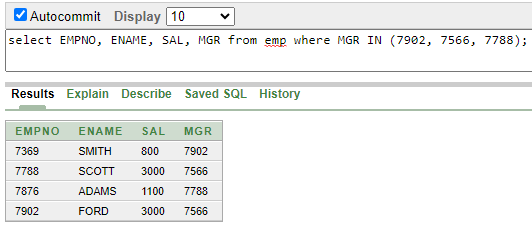 Autocommit Display 10
select EMPNO, ENAME, SAL, MGR from emp where MGR IN (7902, 7566, 7788);
Results Explain Describe Saved SQL History
EMPNO ENAME SAL MGR
7369 SMITH 800 7902
7788 SCOTT 3000 7566
7876 ADAMS 1100 7788
7902 FORD 3000 7566